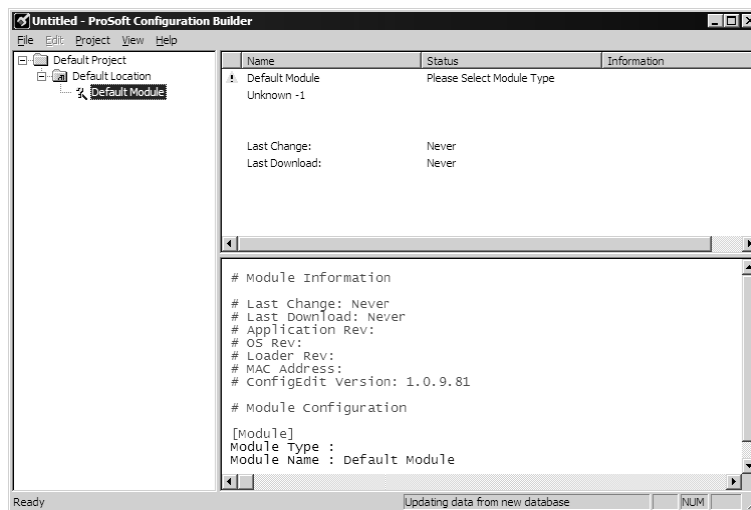 Untitled - ProSoft Configuration Builder
File Edit Project View Help
Default Project
Default Location
Default Module
Name Status Information
Default Module Please Select Module Type
Unknown -1
Last Change: Never
Last Download: Never
# Module Information
# Last Change: Never
# Last Download: Never
# Application Rev:
# OS Rev:
# Loader Rev:
# MAC Address:
# ConfigEdit Version: 1.0.9.81
# Module Configuration
[Module]
Module Type :
Module Name : Default Module
Ready Updating data from new database NUM